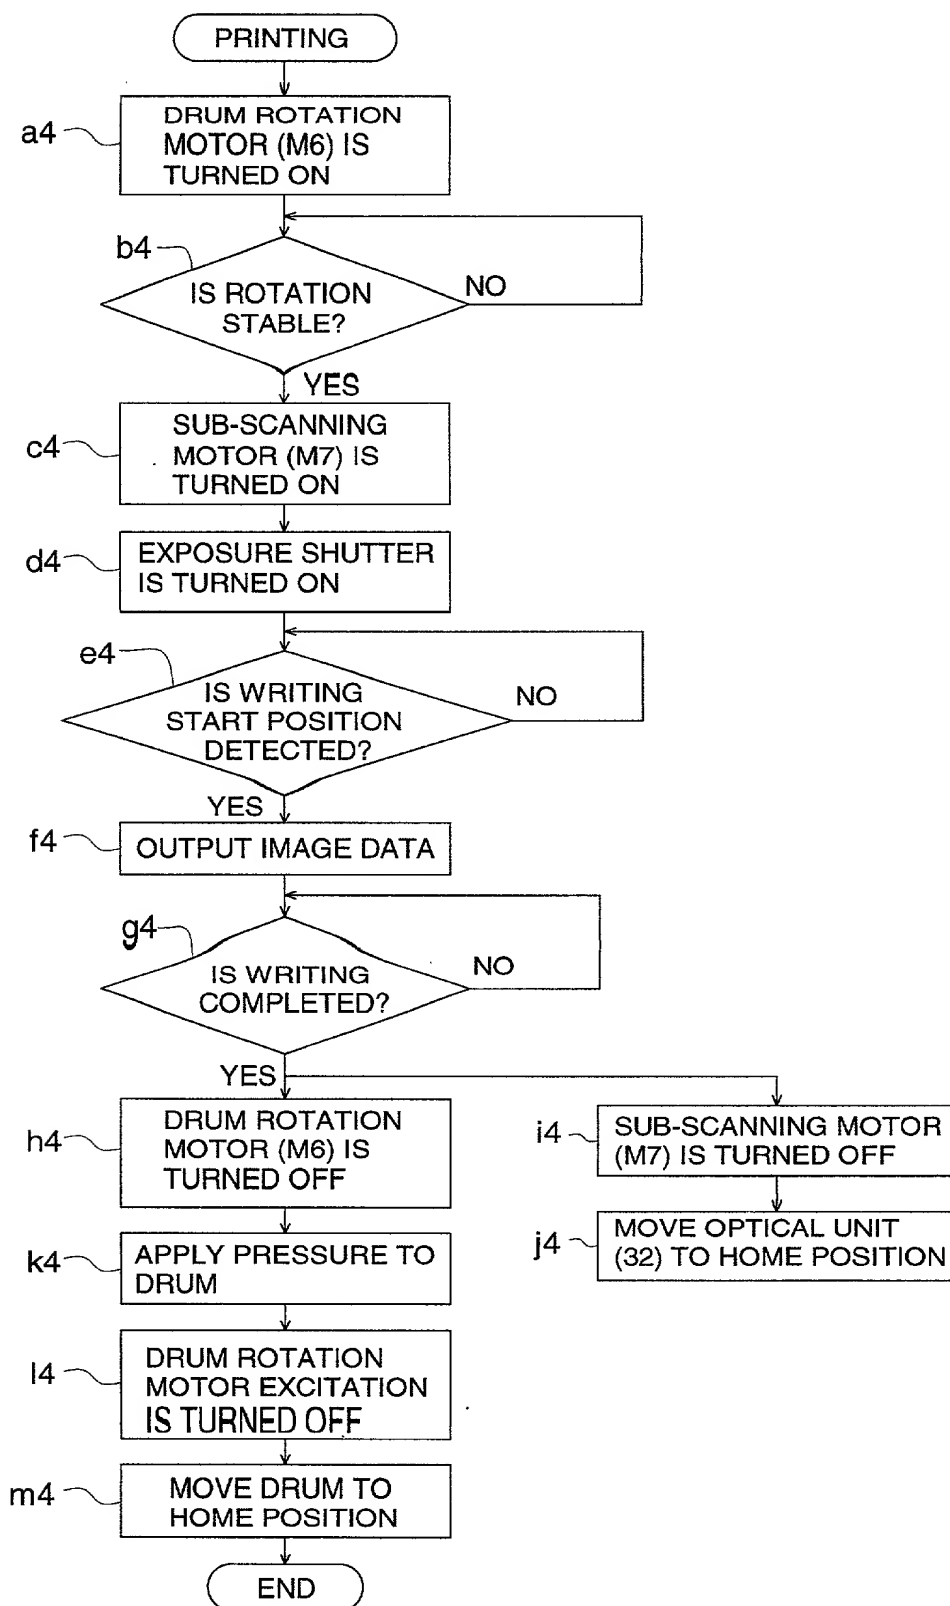 PRINTING
a4
DRUM ROTATION
MOTOR (M6) IS
TURNED ON
b4
IS ROTATION
STABLE?
NO
YES
c4
SUB-SCANNING
MOTOR (M7) IS
TURNED ON
d4
EXPOSURE SHUTTER
IS TURNED ON
e4
IS WRITING
START POSITION
DETECTED?
NO
YES
f4
OUTPUT IMAGE DATA
g4
IS WRITING
COMPLETED?
NO
YES
h4
DRUM ROTATION
MOTOR (M6) IS
TURNED OFF
i4
SUB-SCANNING MOTOR
(M7) IS TURNED OFF
j4
MOVE OPTICAL UNIT
(32) TO HOME POSITION
k4
APPLY PRESSURE TO
DRUM
l4
DRUM ROTATION
MOTOR EXCITATION
IS TURNED OFF
m4
MOVE DRUM TO
HOME POSITION
END